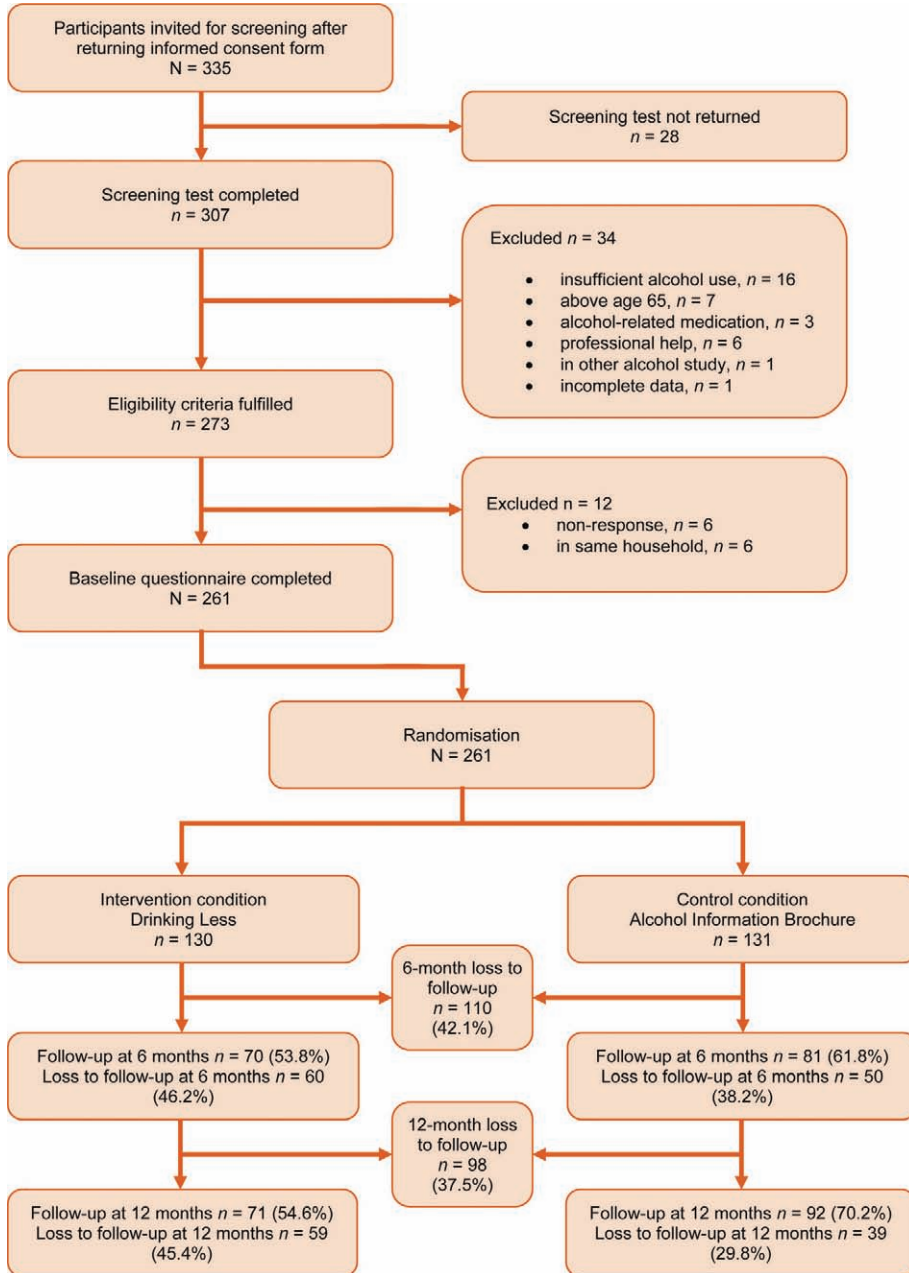 Participants invited for screening after
returning informed consent form
N = 335
Screening test not returned
n = 28
Screening test completed
n = 307
Excluded n = 34
• insufficient alcohol use, n = 16
• above age 65, n = 7
• alcohol-related medication, n = 3
• professional help, n = 6
• in other alcohol study, n = 1
• incomplete data, n = 1
Eligibility criteria fulfilled
n = 273
Excluded n = 12
• non-response, n = 6
• in same household, n = 6
Baseline questionnaire completed
N = 261
Randomisation
N = 261
Intervention condition
Drinking Less
n = 130
Control condition
Alcohol Information Brochure
n = 131
6-month loss to
follow-up
n = 110
(42.1%)
Follow-up at 6 months n = 70 (53.8%)
Loss to follow-up at 6 months n = 60
(46.2%)
Follow-up at 6 months n = 81 (61.8%)
Loss to follow-up at 6 months n = 50
(38.2%)
12-month loss
to follow-up
n = 98
(37.5%)
Follow-up at 12 months n = 71 (54.6%)
Loss to follow-up at 12 months n = 59
(45.4%)
Follow-up at 12 months n = 92 (70.2%)
Loss to follow-up at 12 months n = 39
(29.8%)